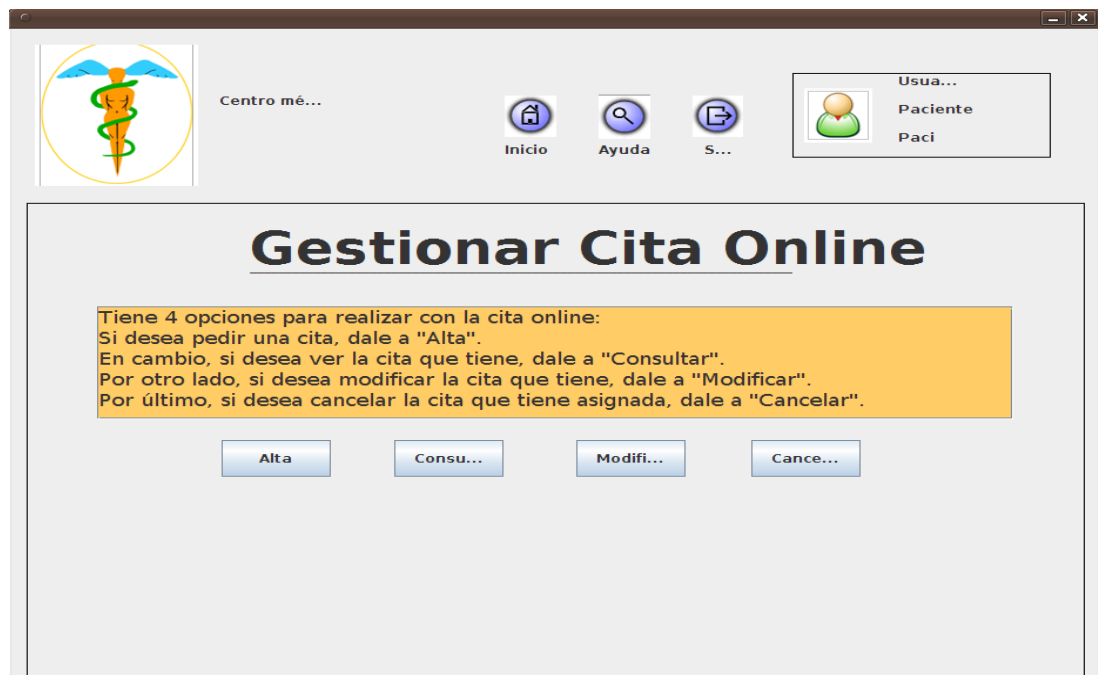 Centro mé...
Inicio
Ayuda
S...
Usua...
Paciente
Paci
Gestionar Cita Online
Tiene 4 opciones para realizar con la cita online:
Si desea pedir una cita, dale a "Alta".
En cambio, si desea ver la cita que tiene, dale a "Consultar".
Por otro lado, si desea modificar la cita que tiene, dale a "Modificar".
Por último, si desea cancelar la cita que tiene asignada, dale a "Cancelar".
Alta
Consu...
Modifi...
Cance...